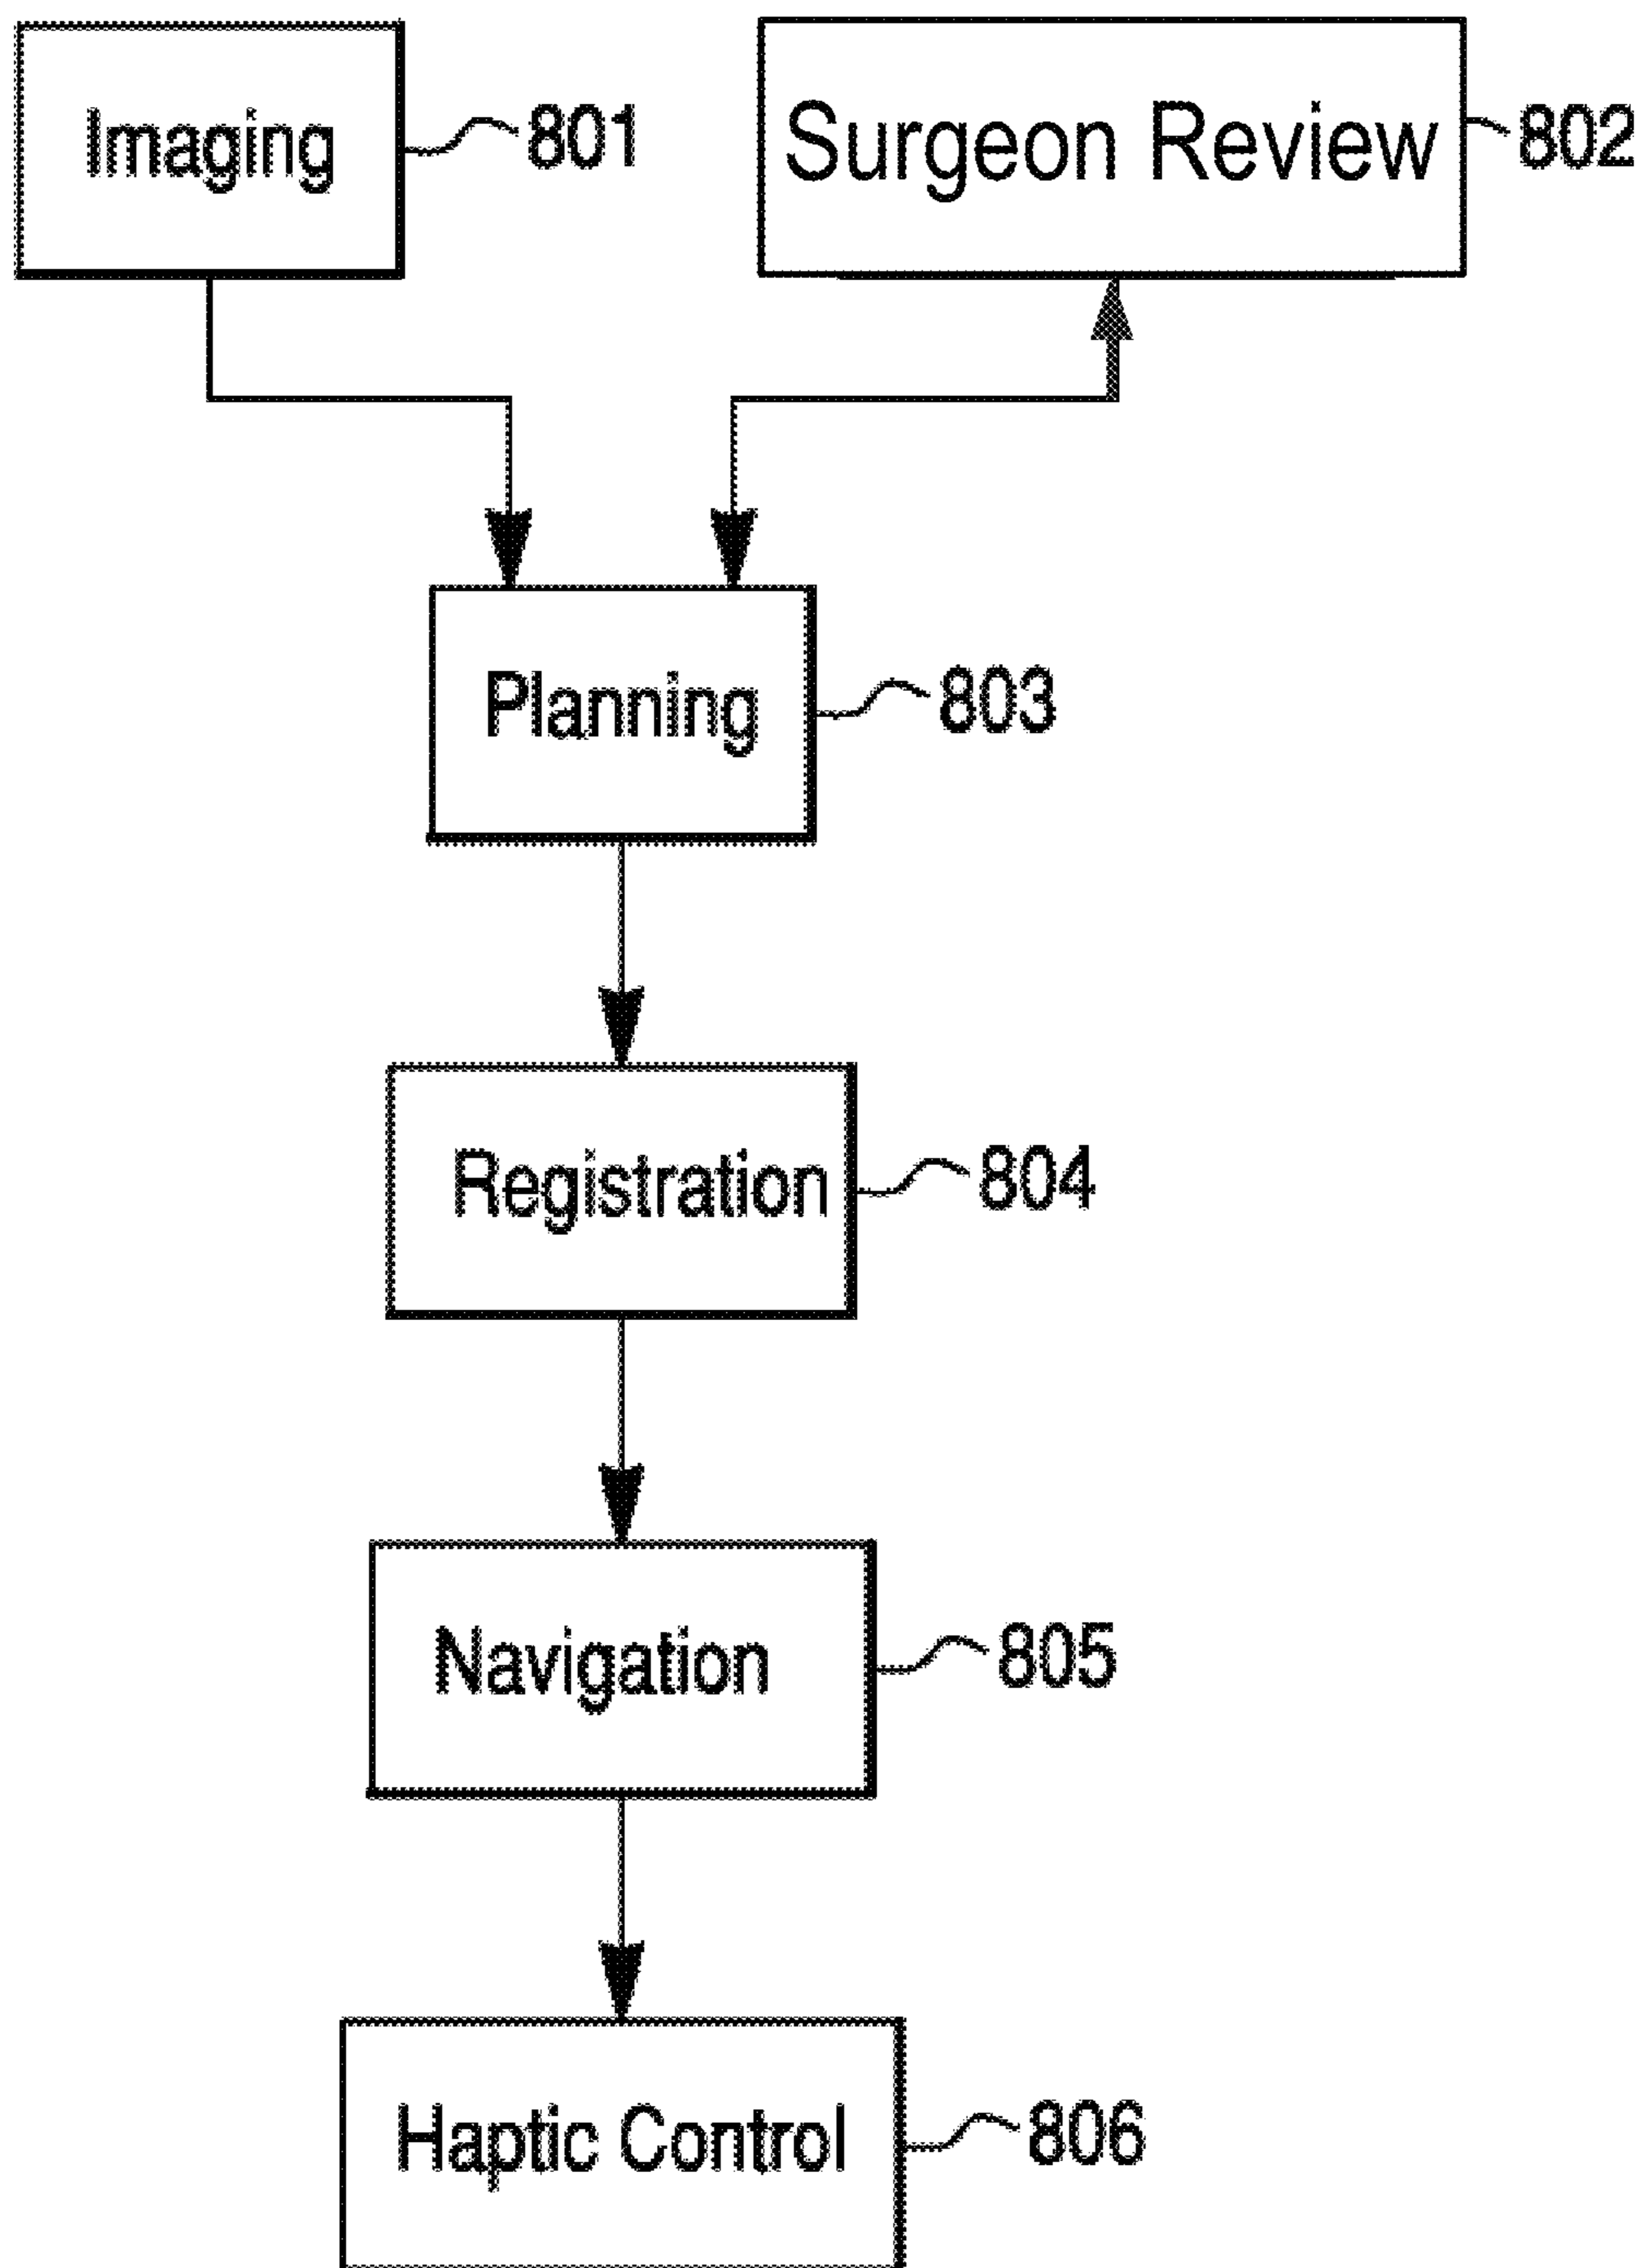 Imaging
801
Surgeon Review
802
Planning
803
Registration
804
Navigation
805
Haptic Control
806